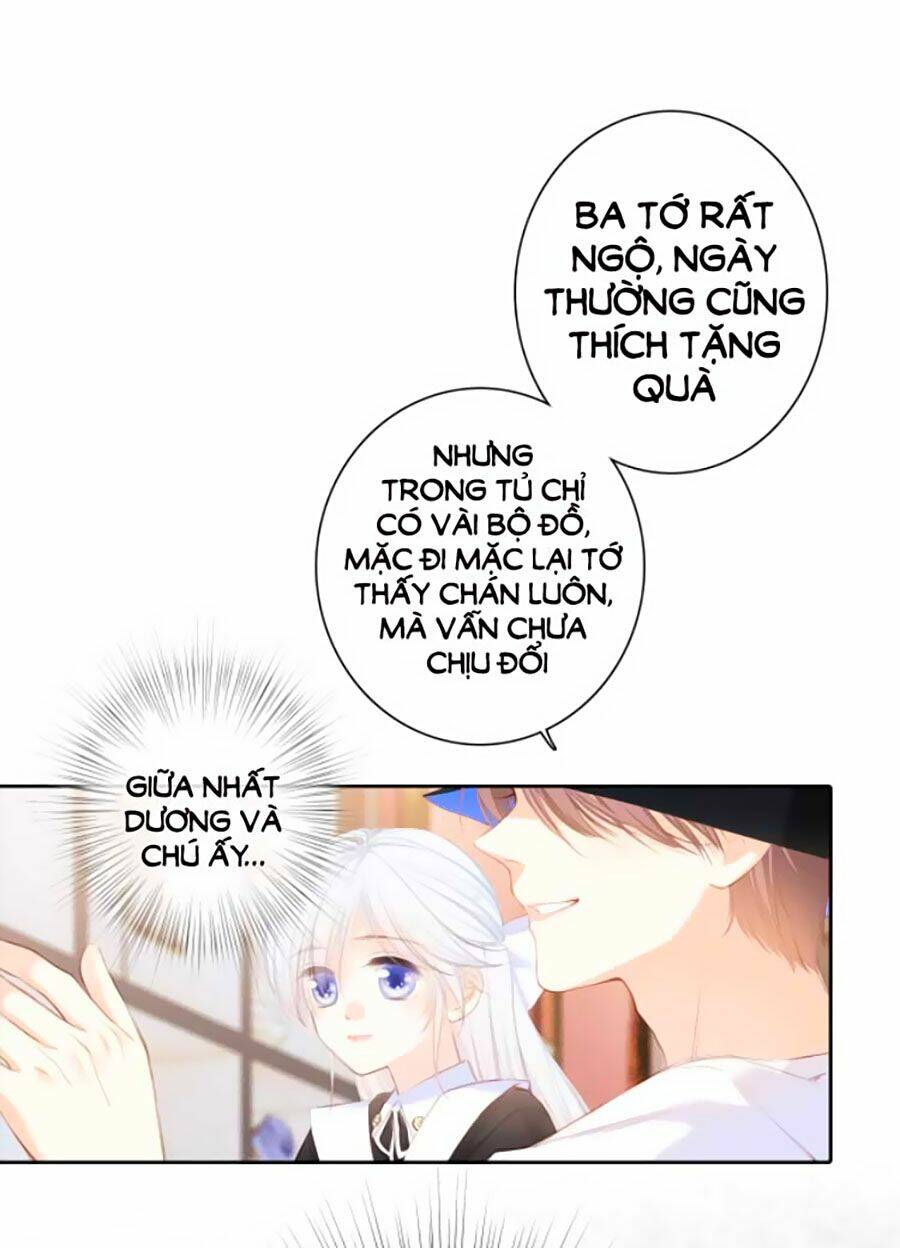 BA TỚ RẤT
NGỘ, NGÀY
THƯỜNG CŨNG
THÍCH TẶNG
QUÀ
NHƯNG
TRONG TỦ CHỈ
CÓ VÀI BỘ ĐỒ,
MẶC ĐI MẶC LẠI TỚ
THẤY CHÁN LUÔN,
MÀ VẪN CHƯA
CHỊU ĐỔI
GIỮA NHẤT
DƯƠNG VÀ
CHÚ ẤY...